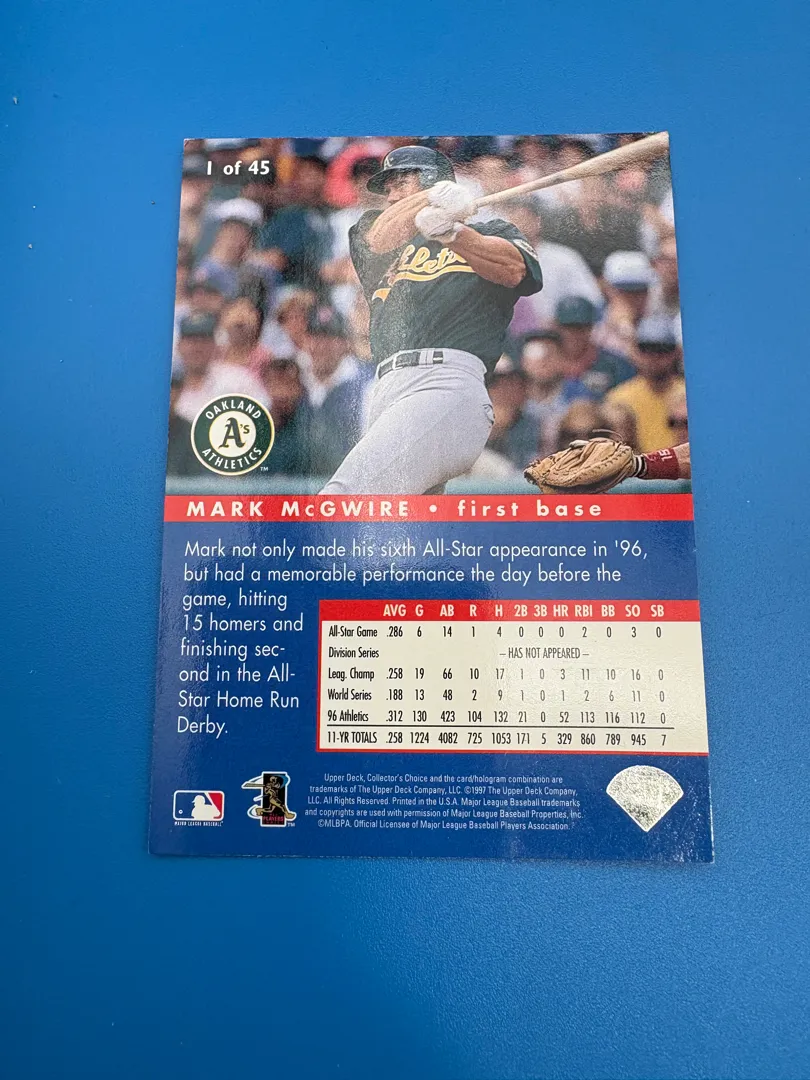 1 of 45
Athletics
OAKLAND
A's
ATHLETICS
TM
15
MARK McGWIRE • first base
Mark not only made his sixth All-Star appearance in '96,
but had a memorable performance the day before the
game, hitting
15 homers and
finishing sec-
ond in the All-
Star Home Run
Derby.
AVG G AB R H 2B 3B HR RBI BB SO SB
All-Star Game .286 6 14 1 4 0 0 0 2 0 3 0
Division Series – HAS NOT APPEARED –
Leag. Champ .258 19 66 10 17 1 0 3 11 10 16 0
World Series .188 13 48 2 9 1 0 1 2 6 11 0
96 Athletics .312 130 423 104 132 21 0 52 113 116 112 0
11-YR TOTALS .258 1224 4082 725 1053 171 5 329 860 789 945 7
Upper Deck, Collector's Choice and the card/hologram combination are
trademarks of The Upper Deck Company, LLC. ©1997 The Upper Deck Company,
LLC. All Rights Reserved. Printed in the U.S.A. Major League Baseball trademarks
and copyrights are used with permission of Major League Baseball Properties, Inc.
©MLBPA. Official Licensee of Major League Baseball Players Association.
MAJOR LEAGUE BASEBALL
PLAYERS
TM